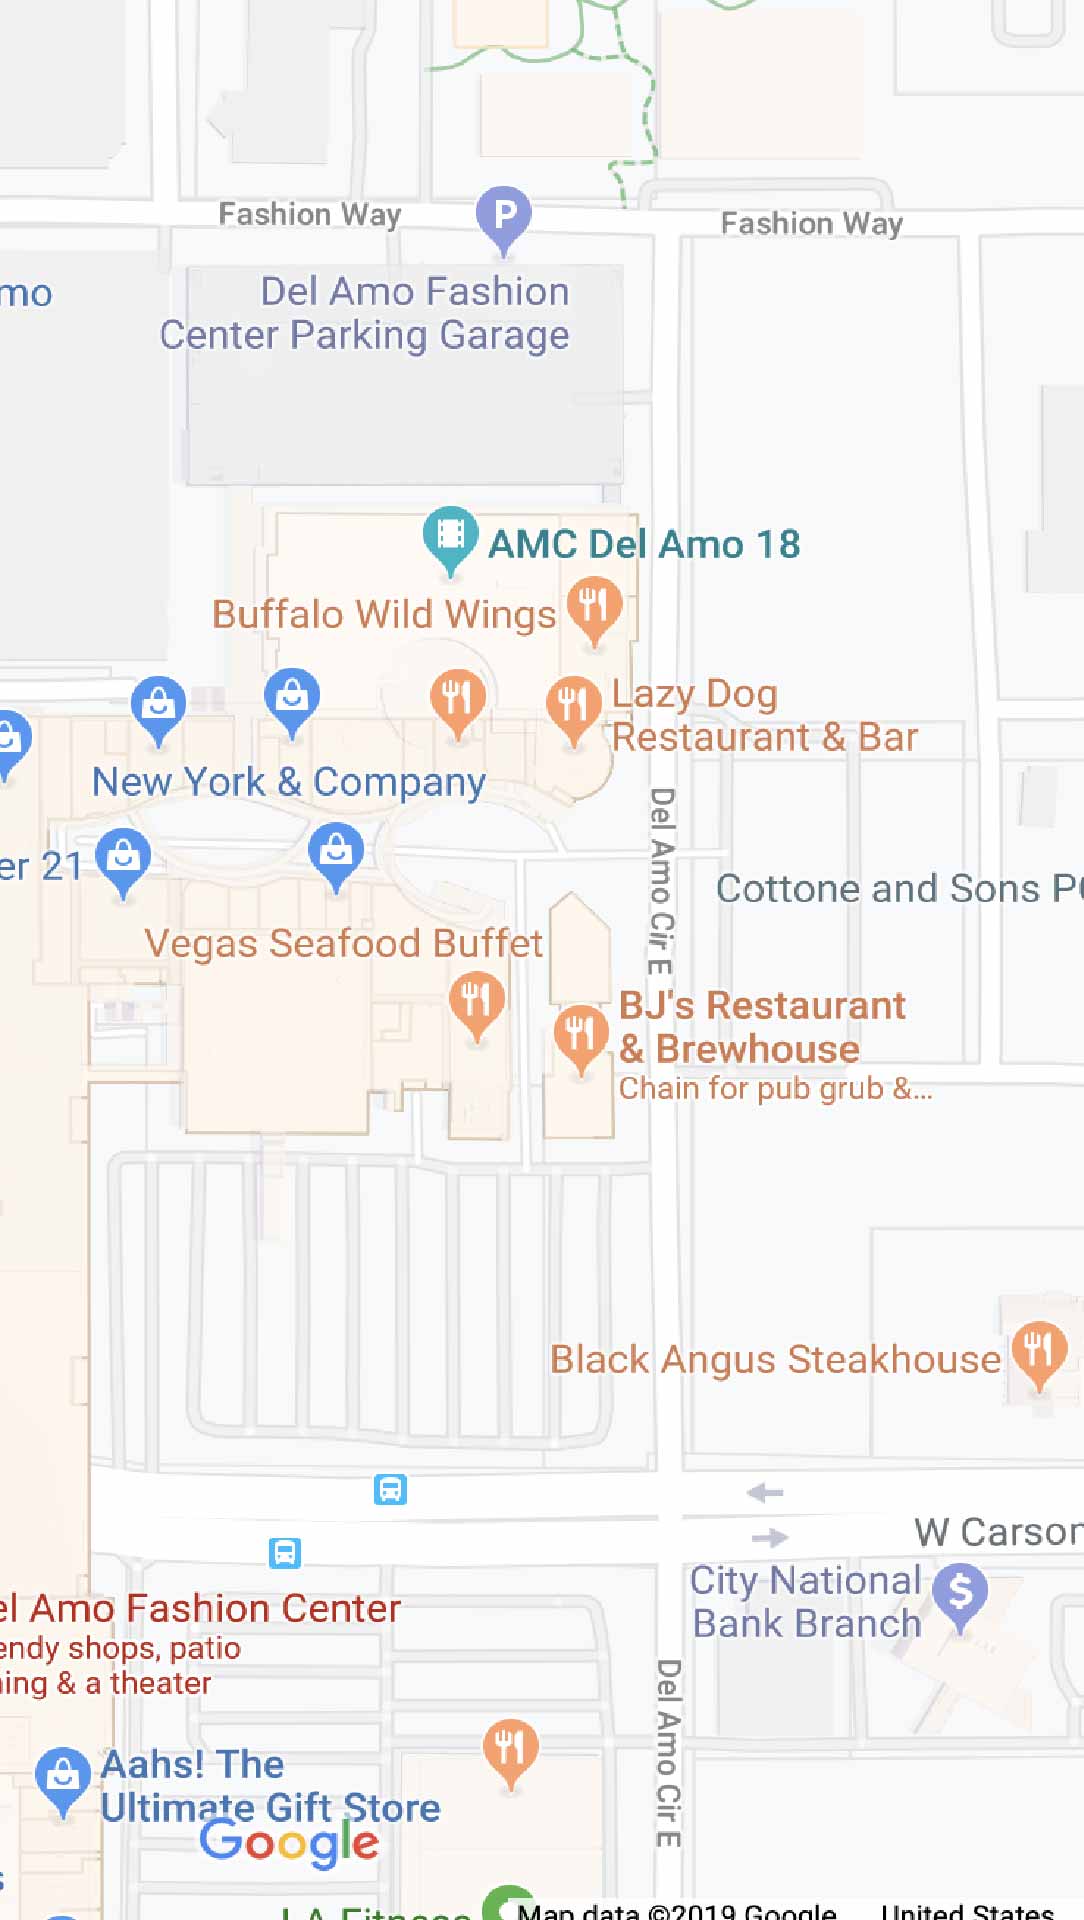 Fashion Way
Fashion Way
P
mo
Del Amo Fashion
Center Parking Garage
AMC Del Amo 18
Buffalo Wild Wings
Lazy Dog
Restaurant & Bar
New York & Company
Del Amo Cir E
er 21
Cottone and Sons P
Vegas Seafood Buffet
BJ's Restaurant
& Brewhouse
Chain for pub grub &...
Black Angus Steakhouse
W Carson
City National
Bank Branch
$
el Amo Fashion Center
endy shops, patio
ning & a theater
Del Amo Cir E
Aahs! The
Ultimate Gift Store
Google
s
LA Fitness
Map data ©2019 Google
United States